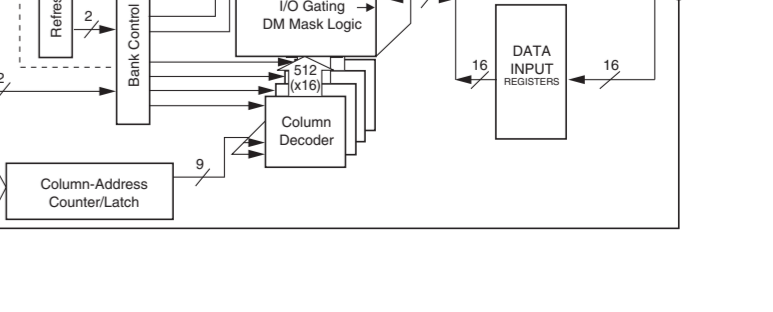 Refres
2
Bank Control
I/O Gating
DM Mask Logic
512
(x16)
Column
Decoder
2
9
Column-Address
Counter/Latch
16
DATA
INPUT
REGISTERS
16